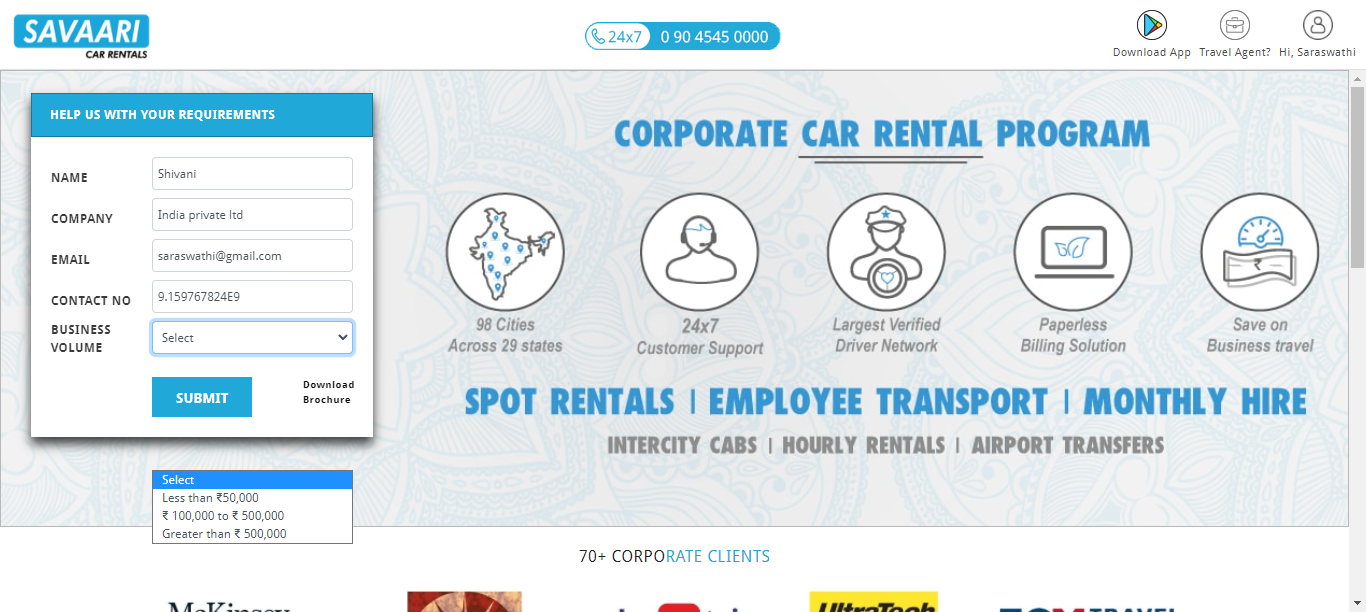 SAVAARI
CAR RENTALS
24x7 0 90 4545 0000
Download App
Travel Agent?
Hi, Saraswathi
HELP US WITH YOUR REQUIREMENTS
NAME
Shivani
COMPANY
India private ltd
EMAIL
saraswathi@gmail.com
CONTACT NO
9.159767824E9
BUSINESS
VOLUME
Select
SUBMIT
Download
Brochure
Select
Less than ₹50,000
₹ 100,000 to ₹ 500,000
Greater than ₹ 500,000
CORPORATE CAR RENTAL PROGRAM
98 Cities
Across 29 states
24x7
Customer Support
Largest Verified
Driver Network
Paperless
Billing Solution
₹
Save on
Business travel
SPOT RENTALS | EMPLOYEE TRANSPORT | MONTHLY HIRE
INTERCITY CABS | HOURLY RENTALS | AIRPORT TRANSFERS
70+ CORPORATE CLIENTS
McKinsey
UltraTech
TRAVEL